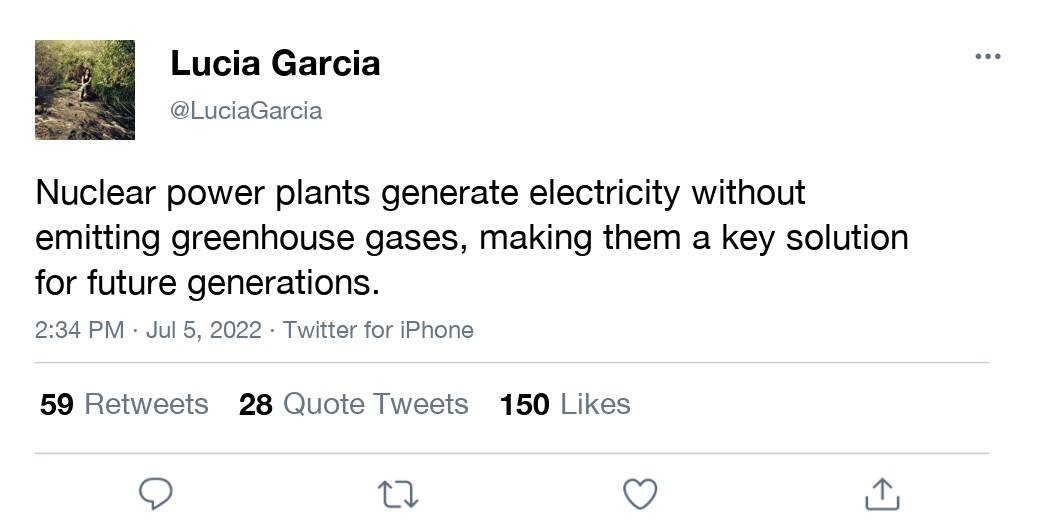 Lucia Garcia
@LuciaGarcia
Nuclear power plants generate electricity without
emitting greenhouse gases, making them a key solution
for future generations.
2:34 PM · Jul 5, 2022 · Twitter for iPhone
59 Retweets 28 Quote Tweets 150 Likes